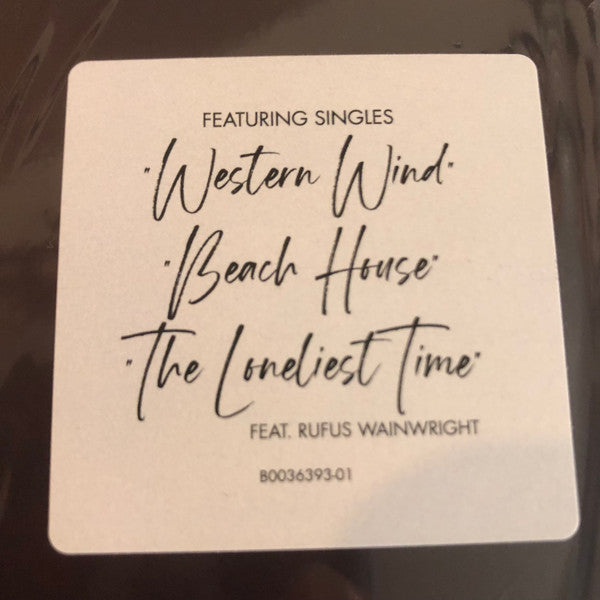 FEATURING SINGLES
"Western Wind"
"Beach House"
"The Loneliest Time"
FEAT. RUFUS WAINWRIGHT
B0036393-01